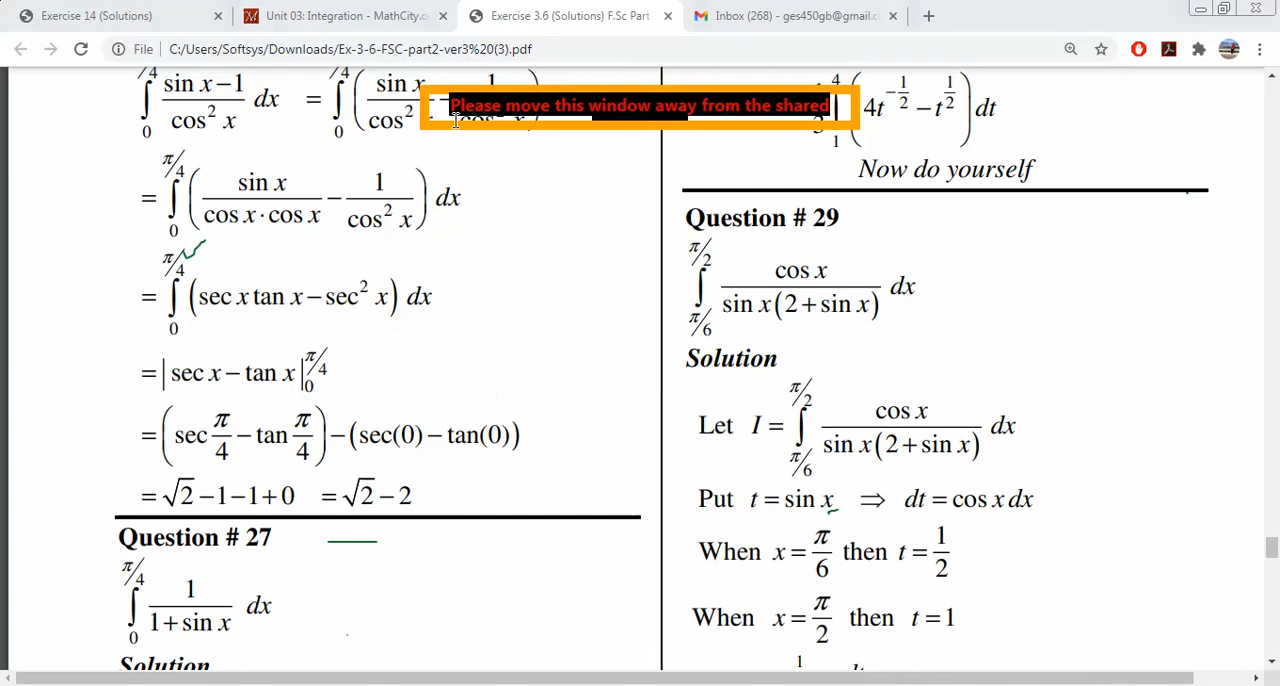 Exercise 14 (Solutions)
Unit 03: Integration - MathCity.o
Exercise 3.6 (Solutions) F.Sc Part
Inbox (268) - ges450gb@gmail.c
File C:/Users/Softsys/Downloads/Ex-3-6-FSC-part2-ver3%20(3).pdf
Please move this window away from the shared
∫₀^{π/4} (sin x − 1)/(cos² x) dx = ∫₀^{π/4} (sin x/cos²
= ∫₀^{π/4} (sin x/(cos x · cos x) − 1/(cos² x)) dx
= ∫₀^{π/4} (sec x tan x − sec² x) dx
= |sec x − tan x|₀^{π/4}
= (sec π/4 − tan π/4) − (sec(0) − tan(0))
= √2 − 1 − 1 + 0 = √2 − 2
Question # 27
∫₀^{π/4} 1/(1 + sin x) dx
Solution
(4t^{−1/2} − t^{1/2}) dt
Now do yourself
Question # 29
∫_{π/6}^{π/2} cos x/(sin x(2 + sin x)) dx
Solution
Let I = ∫_{π/6}^{π/2} cos x/(sin x(2 + sin x)) dx
Put t = sin x ⇒ dt = cos x dx
When x = π/6 then t = 1/2
When x = π/2 then t = 1